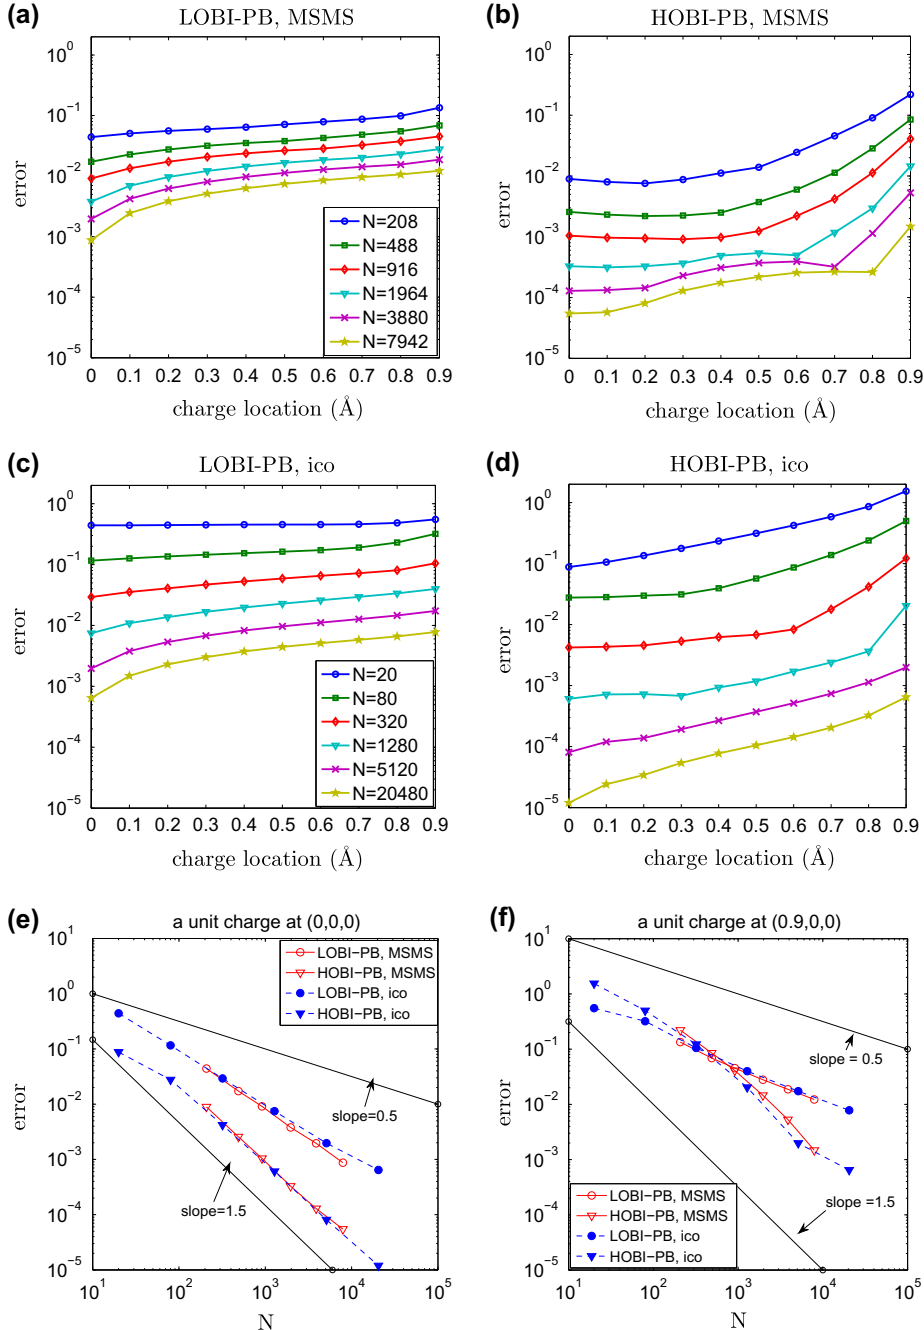 (a)
LOBI-PB, MSMS
10^0
10^-1
10^-2
10^-3
10^-4
10^-5
error
N=208
N=488
N=916
N=1964
N=3880
N=7942
0 0.1 0.2 0.3 0.4 0.5 0.6 0.7 0.8 0.9
charge location (Å)
(b)
HOBI-PB, MSMS
10^0
10^-1
10^-2
10^-3
10^-4
10^-5
error
0 0.1 0.2 0.3 0.4 0.5 0.6 0.7 0.8 0.9
charge location (Å)
(c)
LOBI-PB, ico
10^0
10^-1
10^-2
10^-3
10^-4
10^-5
error
N=20
N=80
N=320
N=1280
N=5120
N=20480
0 0.1 0.2 0.3 0.4 0.5 0.6 0.7 0.8 0.9
charge location (Å)
(d)
HOBI-PB, ico
10^0
10^-1
10^-2
10^-3
10^-4
10^-5
error
0 0.1 0.2 0.3 0.4 0.5 0.6 0.7 0.8 0.9
charge location (Å)
(e)
a unit charge at (0,0,0)
10^1
10^0
10^-1
10^-2
10^-3
10^-4
10^-5
error
LOBI-PB, MSMS
HOBI-PB, MSMS
LOBI-PB, ico
HOBI-PB, ico
slope=0.5
slope=1.5
10^1 10^2 10^3 10^4 10^5
N
(f)
a unit charge at (0.9,0,0)
10^1
10^0
10^-1
10^-2
10^-3
10^-4
10^-5
error
slope = 0.5
slope=1.5
LOBI-PB, MSMS
HOBI-PB, MSMS
LOBI-PB, ico
HOBI-PB, ico
10^1 10^2 10^3 10^4 10^5
N